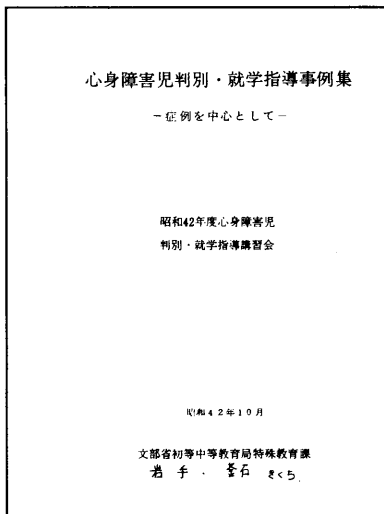 心身障害児判別・就学指導事例集
－症例を中心として－
昭和42年度心身障害児
判別・就学指導講習会
昭和42年10月
文部省初等中等教育局特殊教育課
岩手・釜石 きくち